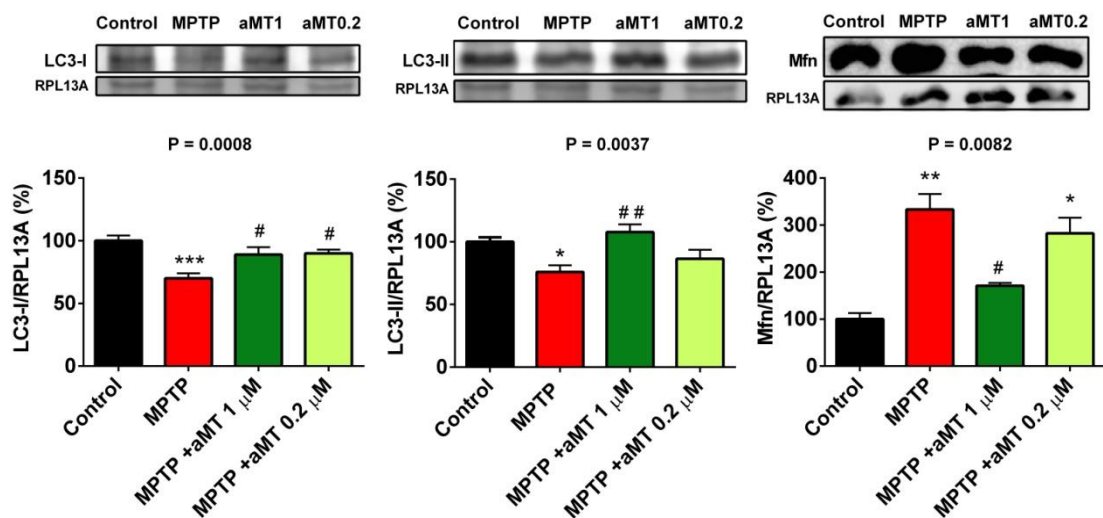 Control MPTP aMT1 aMT0.2
LC3-I
RPL13A
P = 0.0008
LC3-I/RPL13A (%)
150
100
50
0
***
#
#
Control
MPTP
MPTP +aMT 1 μM
MPTP +aMT 0.2 μM
Control MPTP aMT1 aMT0.2
LC3-II
RPL13A
P = 0.0037
LC3-II/RPL13A (%)
150
100
50
0
*
# #
Control
MPTP
MPTP +aMT 1 μM
MPTP +aMT 0.2 μM
Control MPTP aMT1 aMT0.2
Mfn
RPL13A
P = 0.0082
Mfn/RPL13A (%)
400
300
200
100
0
**
#
*
Control
MPTP
MPTP +aMT 1 μM
MPTP +aMT 0.2 μM